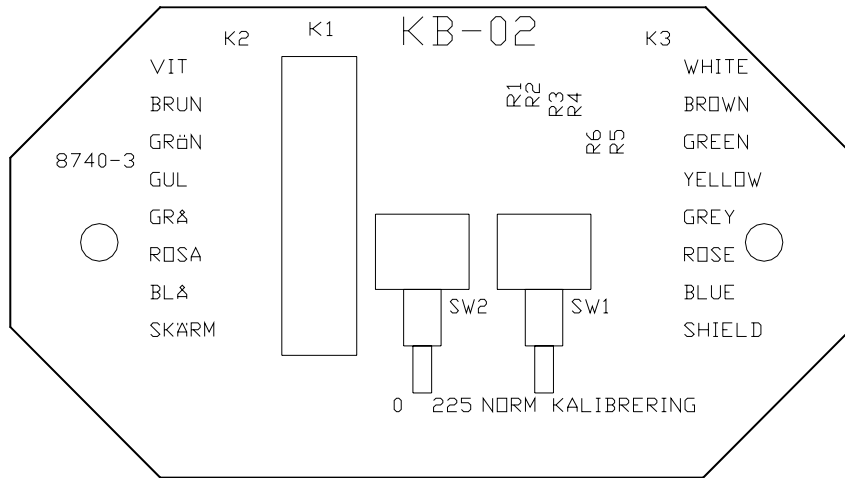 K2
K1
KB-02
K3
VIT
BRUN
GRöN
GUL
GRÅ
ROSA
BLÅ
SKÄRM
8740-3
R1
R2
R3
R4
R6
R5
WHITE
BROWN
GREEN
YELLOW
GREY
ROSE
BLUE
SHIELD
SW2
SW1
0 225 NORM KALIBRERING